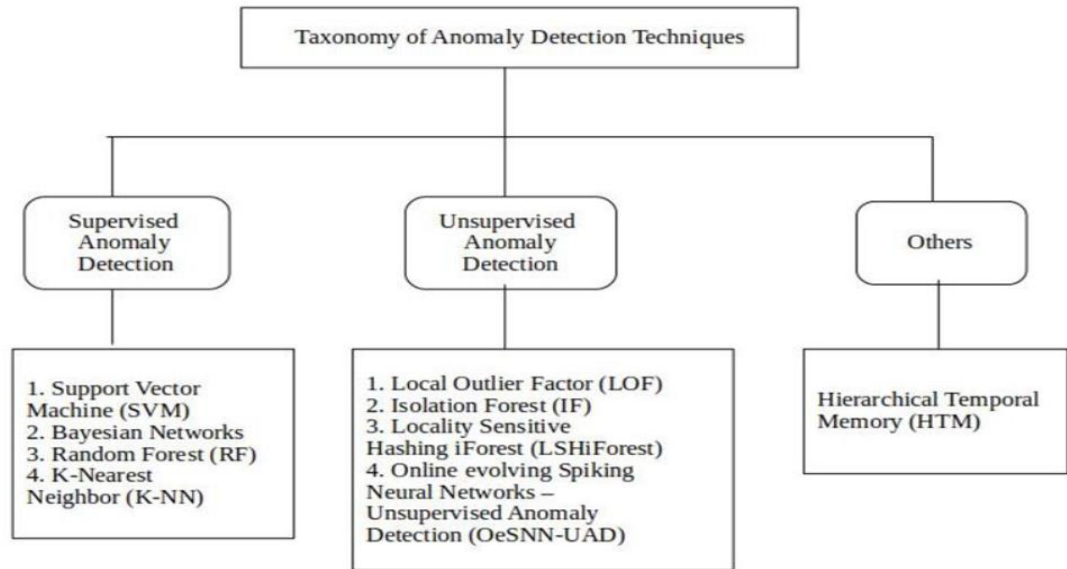 Taxonomy of Anomaly Detection Techniques
Supervised
Anomaly
Detection
Unsupervised
Anomaly
Detection
Others
1. Support Vector
Machine (SVM)
2. Bayesian Networks
3. Random Forest (RF)
4. K-Nearest
Neighbor (K-NN)
1. Local Outlier Factor (LOF)
2. Isolation Forest (IF)
3. Locality Sensitive
Hashing iForest (LSHiForest)
4. Online evolving Spiking
Neural Networks –
Unsupervised Anomaly
Detection (OeSNN-UAD)
Hierarchical Temporal
Memory (HTM)